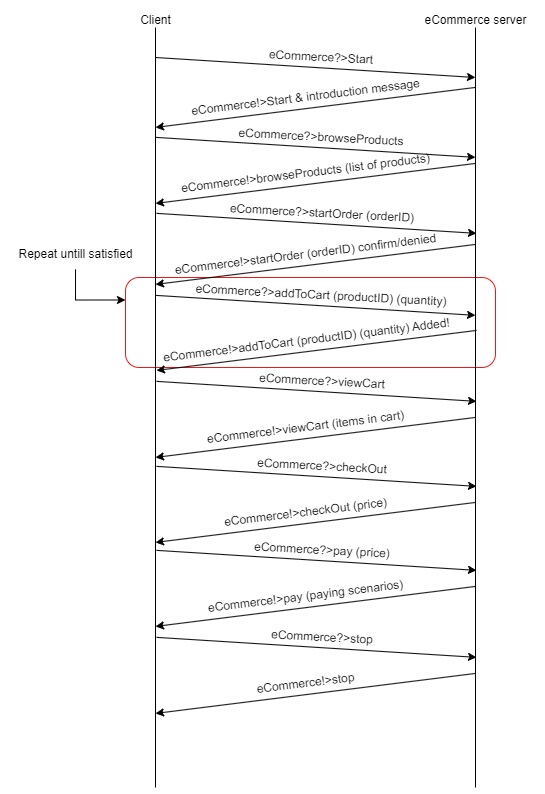 Client
eCommerce server
eCommerce?>Start
eCommerce!>Start & introduction message
eCommerce?>browseProducts
eCommerce!>browseProducts (list of products)
eCommerce?>startOrder (orderID)
eCommerce!>startOrder (orderID) confirm/denied
Repeat untill satisfied
eCommerce?>addToCart (productID) (quantity)
eCommerce!>addToCart (productID) (quantity) Added!
eCommerce?>viewCart
eCommerce!>viewCart (items in cart)
eCommerce?>checkOut
eCommerce!>checkOut (price)
eCommerce?>pay (price)
eCommerce!>pay (paying scenarios)
eCommerce?>stop
eCommerce!>stop